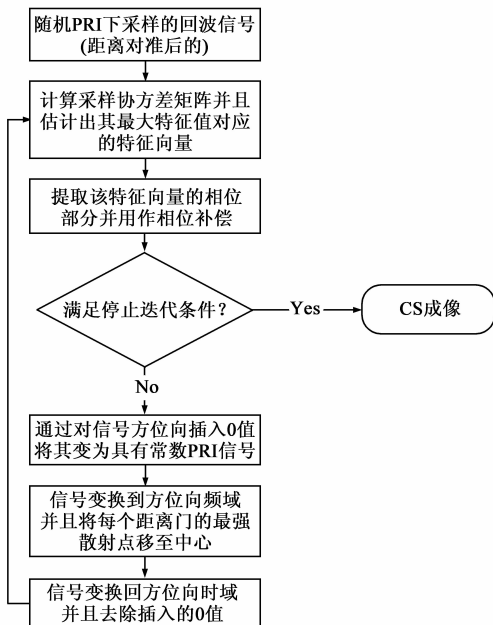 随机PRI下采样的回波信号
(距离对准后的)
计算采样协方差矩阵并且
估计出其最大特征值对应
的特征向量
提取该特征向量的相位
部分并用作相位补偿
满足停止迭代条件?
Yes
CS成像
No
通过对信号方位向插入0值
将其变为具有常数PRI信号
信号变换到方位向频域
并且将每个距离门的最强
散射点移至中心
信号变换回方位向时域
并且去除插入的0值